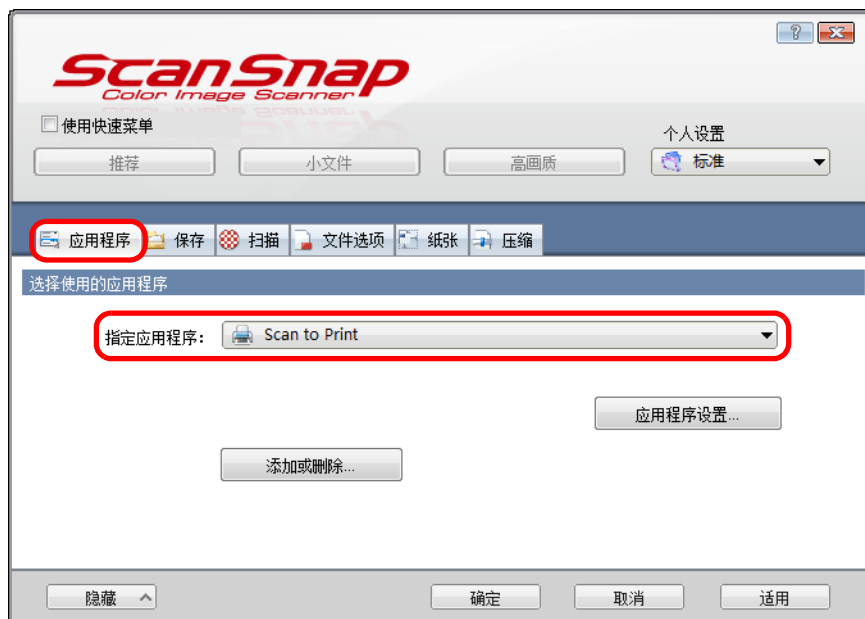 ScanSnap
Color Image Scanner
使用快速菜单
个人设置
推荐 小文件 高画质 标准
应用程序 保存 扫描 文件选项 纸张 压缩
选择使用的应用程序
指定应用程序: Scan to Print
应用程序设置...
添加或删除...
隐藏 确定 取消 适用